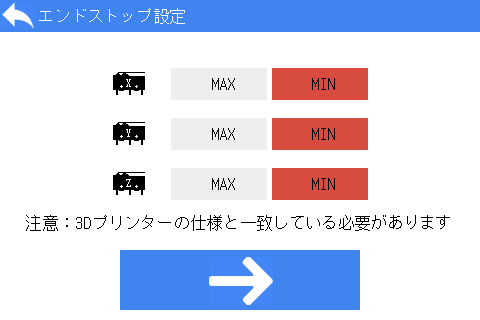 エンドストップ設定
X MAX MIN
Y MAX MIN
Z MAX MIN
注意：3Dプリンターの仕様と一致している必要があります